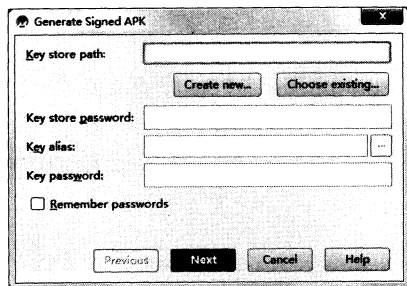 Generate Signed APK
x
Key store path:
Create new... Choose existing...
Key store password:
Key alias:
...
Key password:
Remember passwords
Previous Next Cancel Help